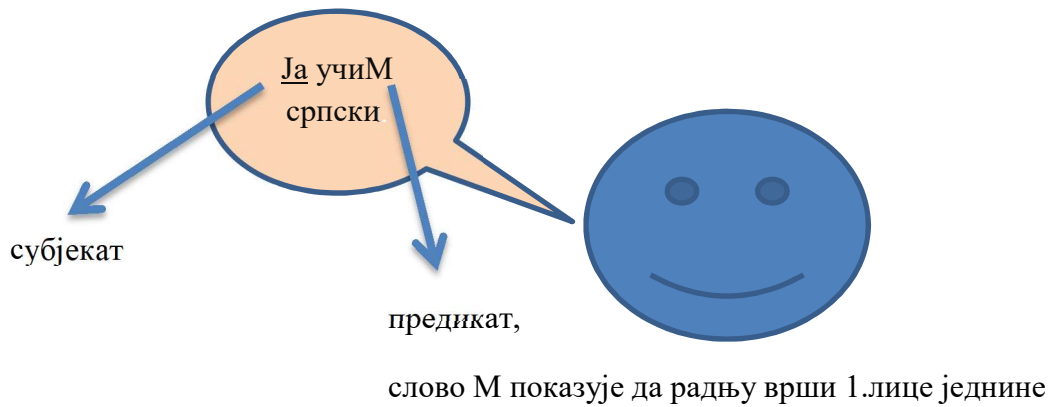 Ја учиМ
српски.
субјекат
предикат,
слово М показује да радњу врши 1.лице једнине